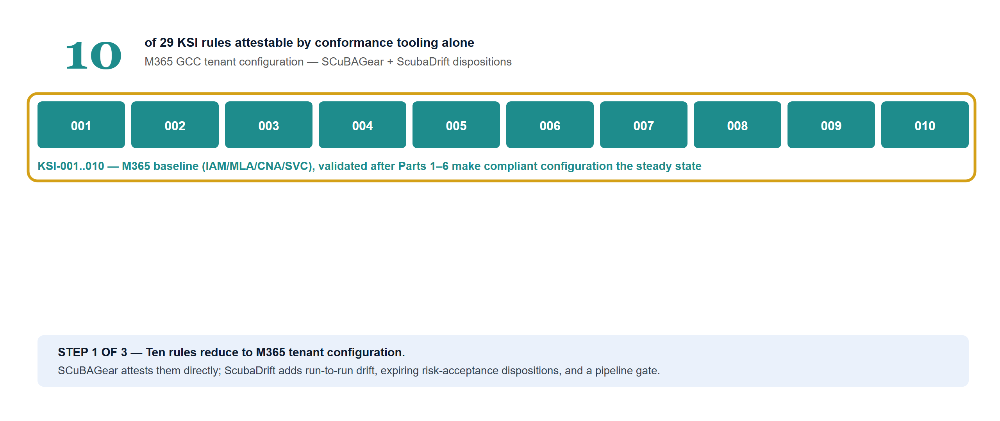 10
of 29 KSI rules attestable by conformance tooling alone
M365 GCC tenant configuration — SCuBAGear + ScubaDrift dispositions
001 002 003 004 005 006 007 008 009 010
KSI-001..010 — M365 baseline (IAM/MLA/CNA/SVC), validated after Parts 1–6 make compliant configuration the steady state
STEP 1 OF 3 — Ten rules reduce to M365 tenant configuration.
SCuBAGear attests them directly; ScubaDrift adds run-to-run drift, expiring risk-acceptance dispositions, and a pipeline gate.